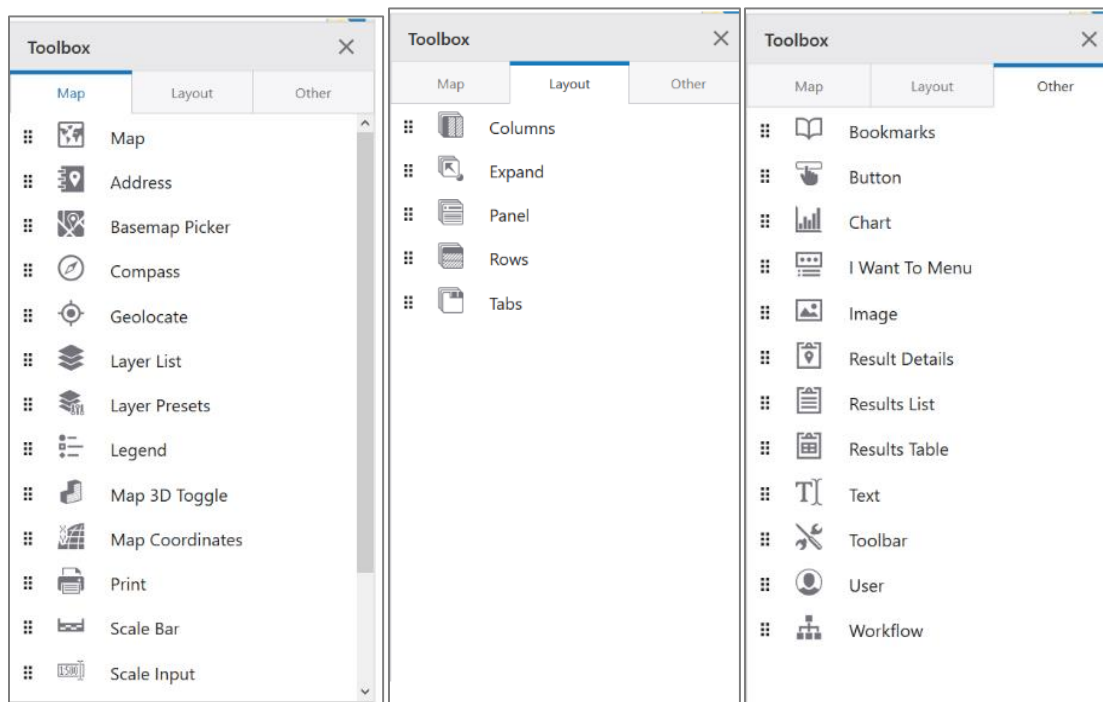 Toolbox
Map Layout Other
Map
Address
Basemap Picker
Compass
Geolocate
Layer List
Layer Presets
Legend
Map 3D Toggle
Map Coordinates
Print
Scale Bar
Scale Input
Toolbox
Map Layout Other
Columns
Expand
Panel
Rows
Tabs
Toolbox
Map Layout Other
Bookmarks
Button
Chart
I Want To Menu
Image
Result Details
Results List
Results Table
Text
Toolbar
User
Workflow